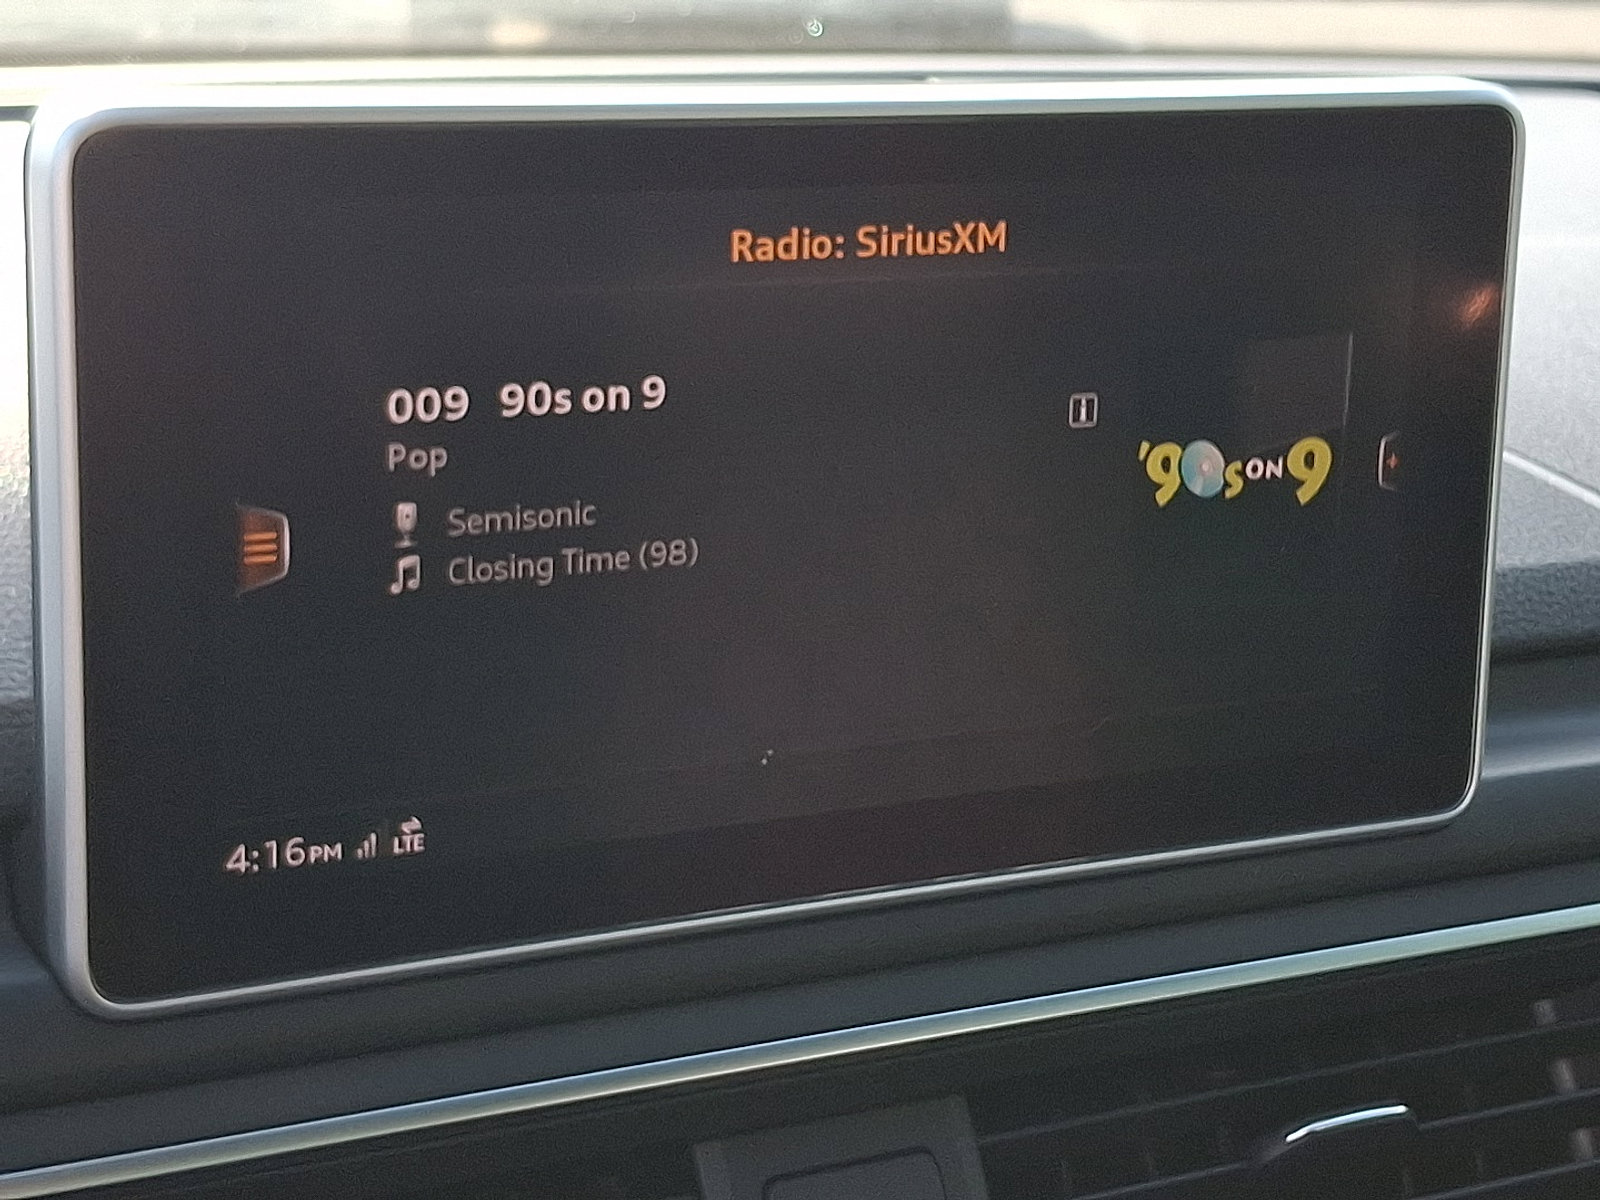 Radio: SiriusXM
009 90s on 9
Pop
'90s ON 9
Semisonic
Closing Time (98)
4:16PM LTE